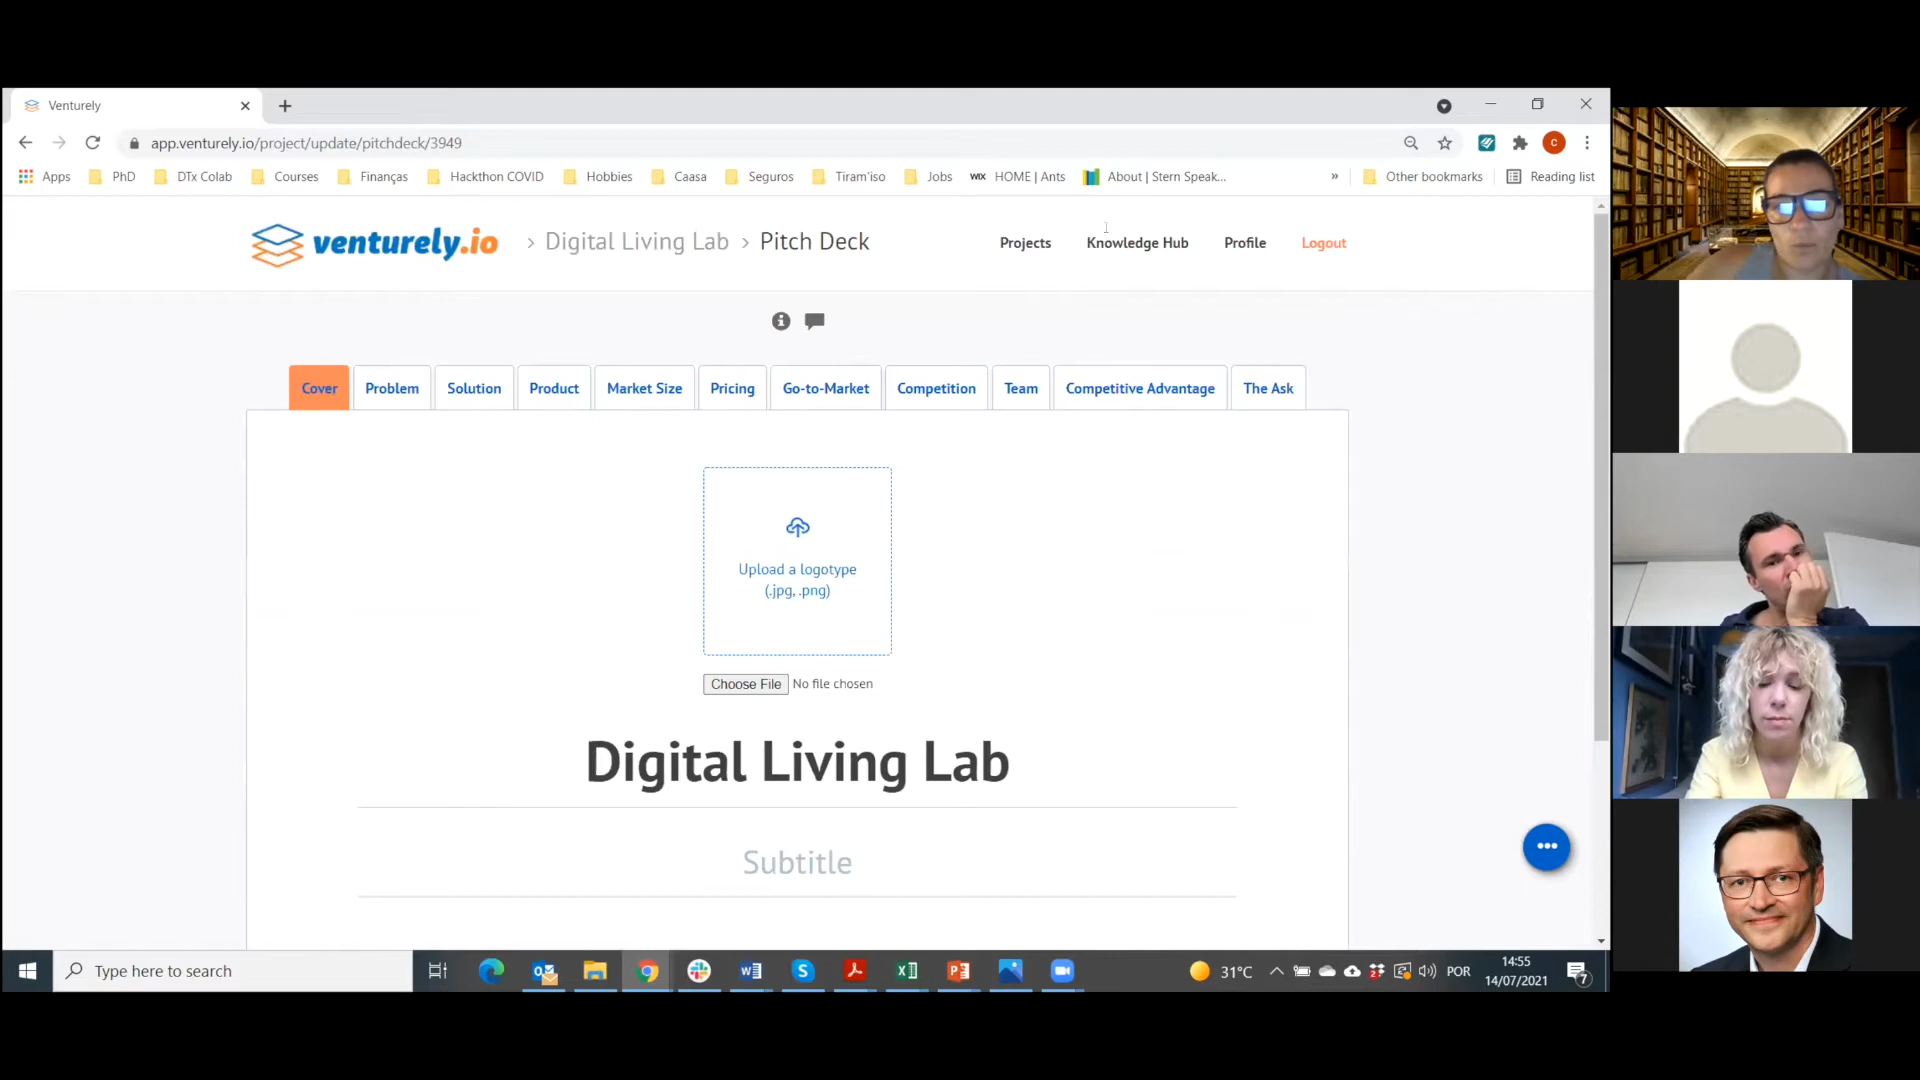 Venturely
app.venturely.io/project/update/pitchdeck/3949
C
Apps PhD DTx Colab Courses Finanças Hackthon COVID Hobbies Caasa Seguros Tiram'iso Jobs WIX HOME | Ants About | Stern Speak... » Other bookmarks Reading list
venturely.io › Digital Living Lab › Pitch Deck Projects Knowledge Hub Profile Logout
Cover Problem Solution Product Market Size Pricing Go-to-Market Competition Team Competitive Advantage The Ask
Upload a logotype
(.jpg, .png)
Choose File No file chosen
Digital Living Lab
Subtitle
Type here to search
31°C
POR
14:55
14/07/2021
7